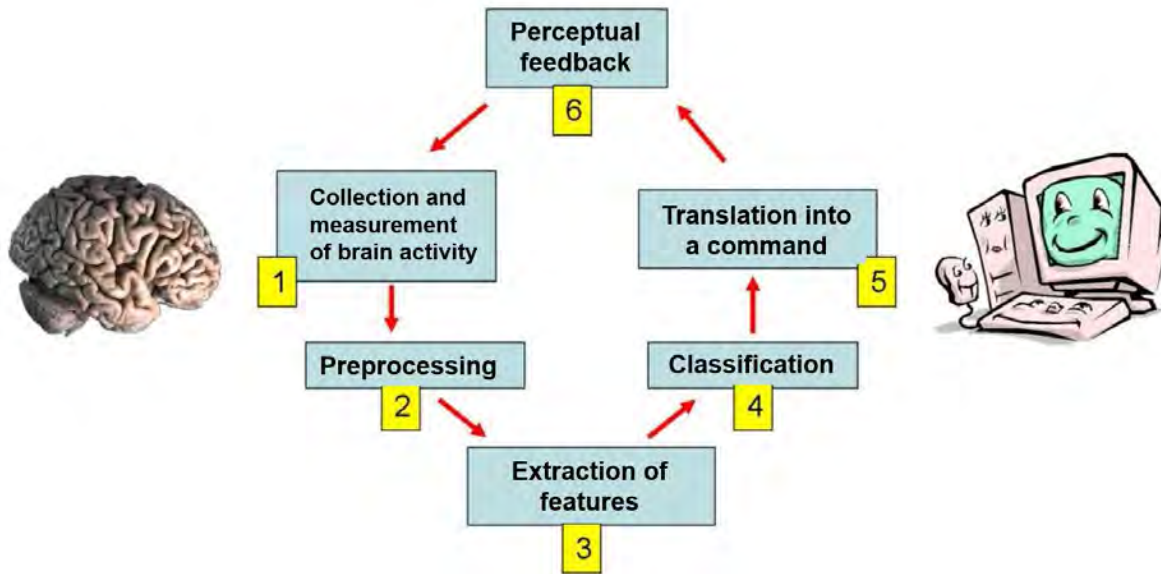 Perceptual
feedback
6
Collection and
measurement
of brain activity
1
Translation into
a command
5
Preprocessing
2
Classification
4
Extraction of
features
3